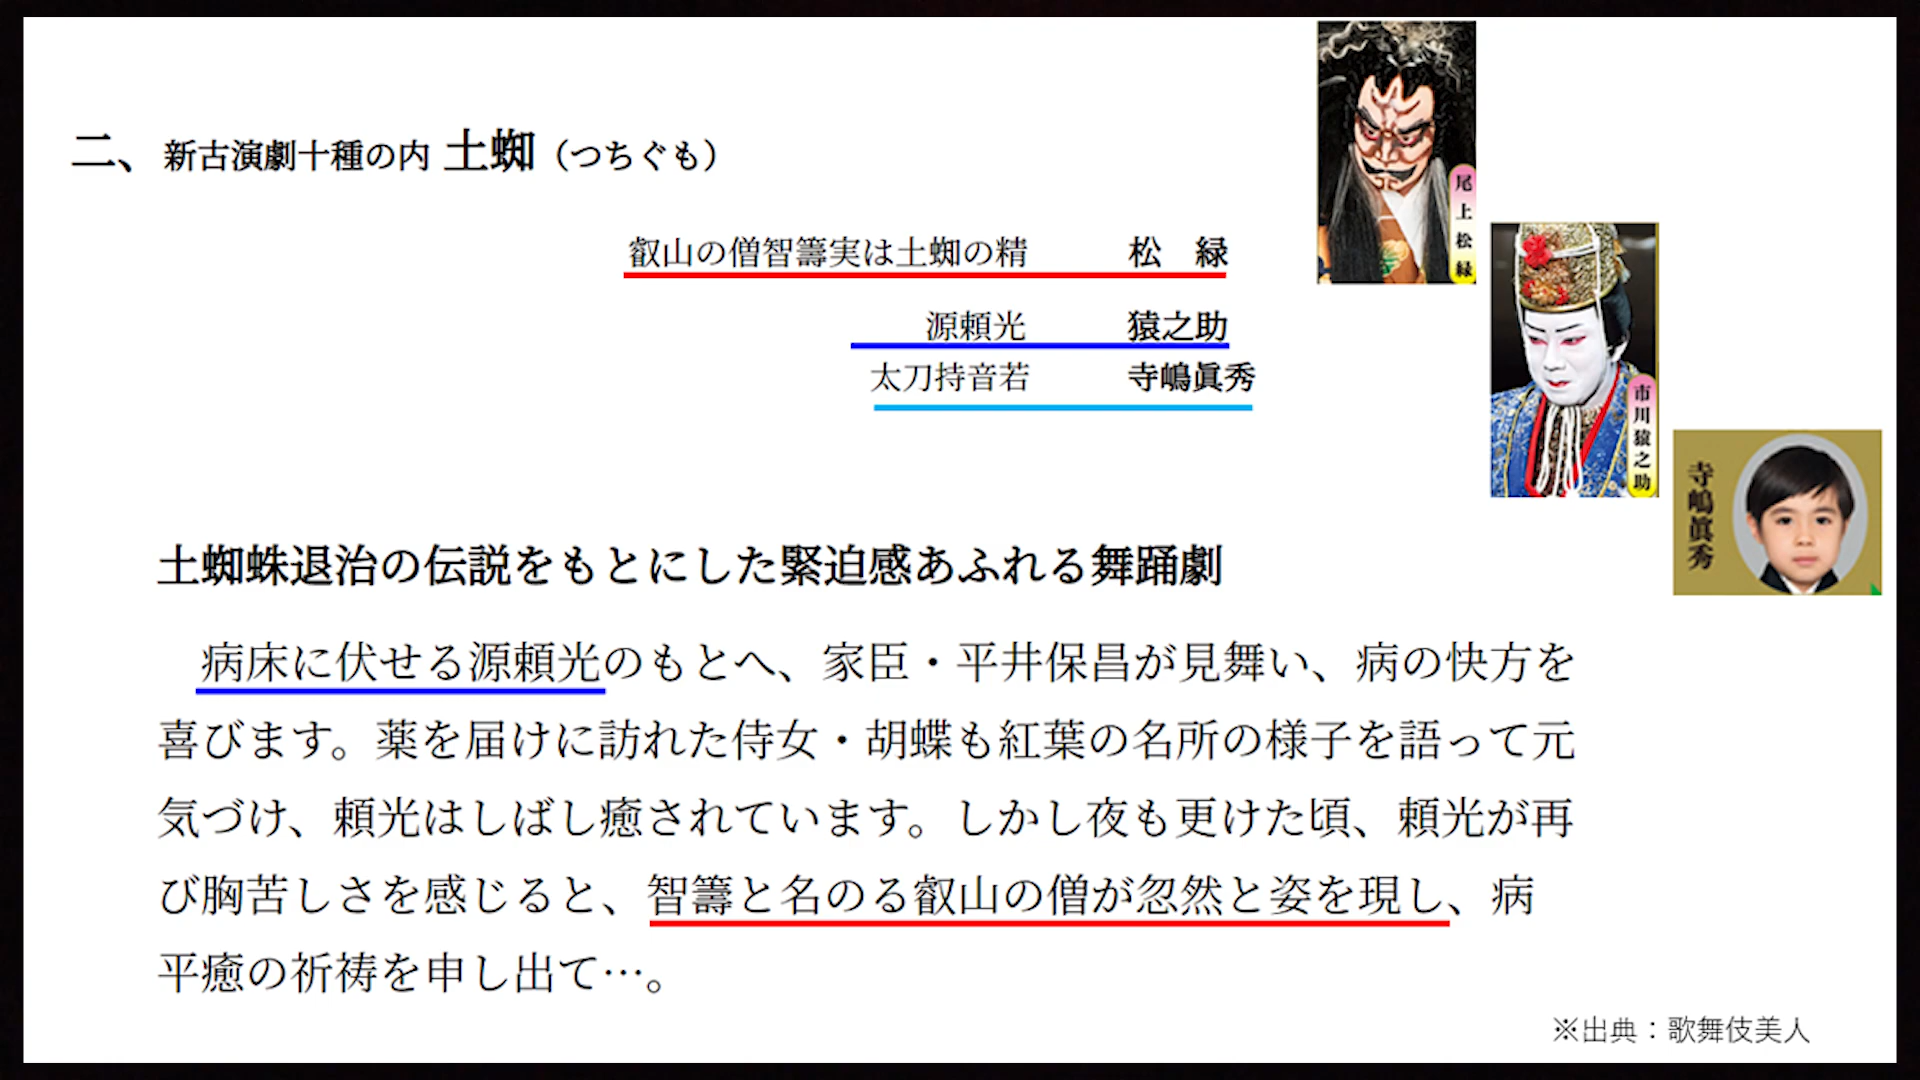 二、新古演劇十種の内 土蜘（つちぐも）
叡山の僧智籌実は土蜘の精 松 緑
源頼光 猿之助
太刀持音若 寺嶋眞秀
尾上松緑
市川猿之助
寺嶋眞秀
土蜘蛛退治の伝説をもとにした緊迫感あふれる舞踊劇
病床に伏せる源頼光のもとへ、家臣・平井保昌が見舞い、病の快方を
喜びます。薬を届けに訪れた侍女・胡蝶も紅葉の名所の様子を語って元
気づけ、頼光はしばし癒されています。しかし夜も更けた頃、頼光が再
び胸苦しさを感じると、智籌と名のる叡山の僧が忽然と姿を現し、病
平癒の祈祷を申し出て…。
※出典：歌舞伎美人